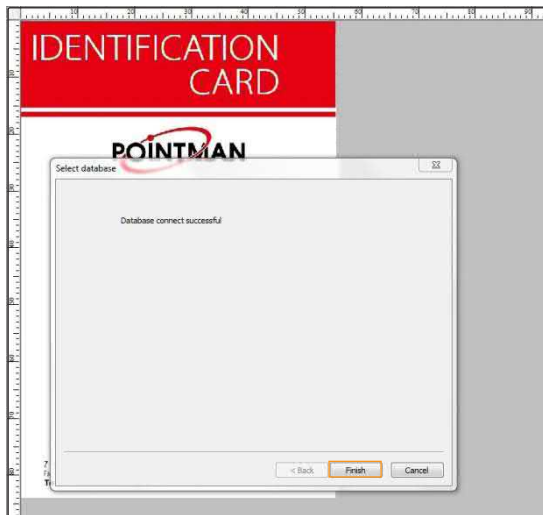 IDENTIFICATION
CARD
POINTMAN
Select database
Database connect successful
< Back
Finish
Cancel